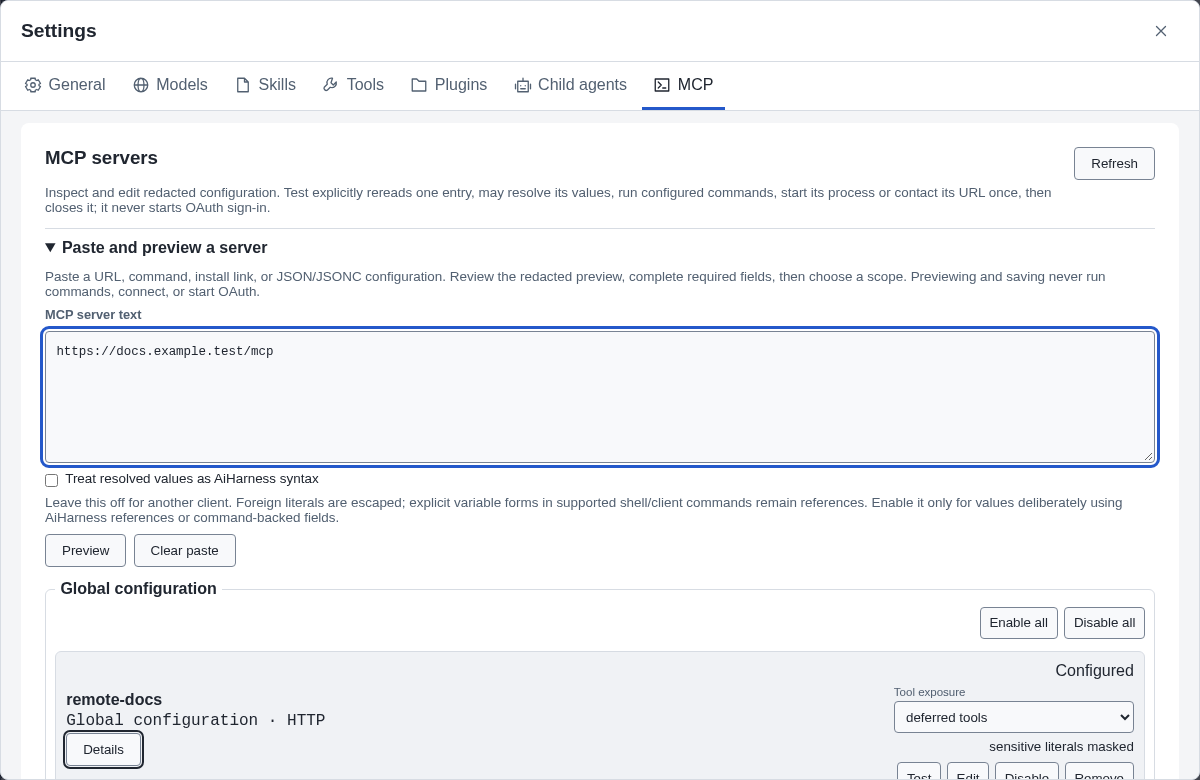 Settings
General
Models
Skills
Tools
Plugins
Child agents
MCP
MCP servers
Refresh
Inspect and edit redacted configuration. Test explicitly rereads one entry, may resolve its values, run configured commands, start its process or contact its URL once, then
closes it; it never starts OAuth sign-in.
Paste and preview a server
Paste a URL, command, install link, or JSON/JSONC configuration. Review the redacted preview, complete required fields, then choose a scope. Previewing and saving never run
commands, connect, or start OAuth.
MCP server text
https://docs.example.test/mcp
Treat resolved values as AiHarness syntax
Leave this off for another client. Foreign literals are escaped; explicit variable forms in supported shell/client commands remain references. Enable it only for values deliberately using
AiHarness references or command-backed fields.
Preview
Clear paste
Global configuration
Enable all
Disable all
Configured
remote-docs
Global configuration · HTTP
Details
Tool exposure
deferred tools
sensitive literals masked
Test
Edit
Disable
Remove